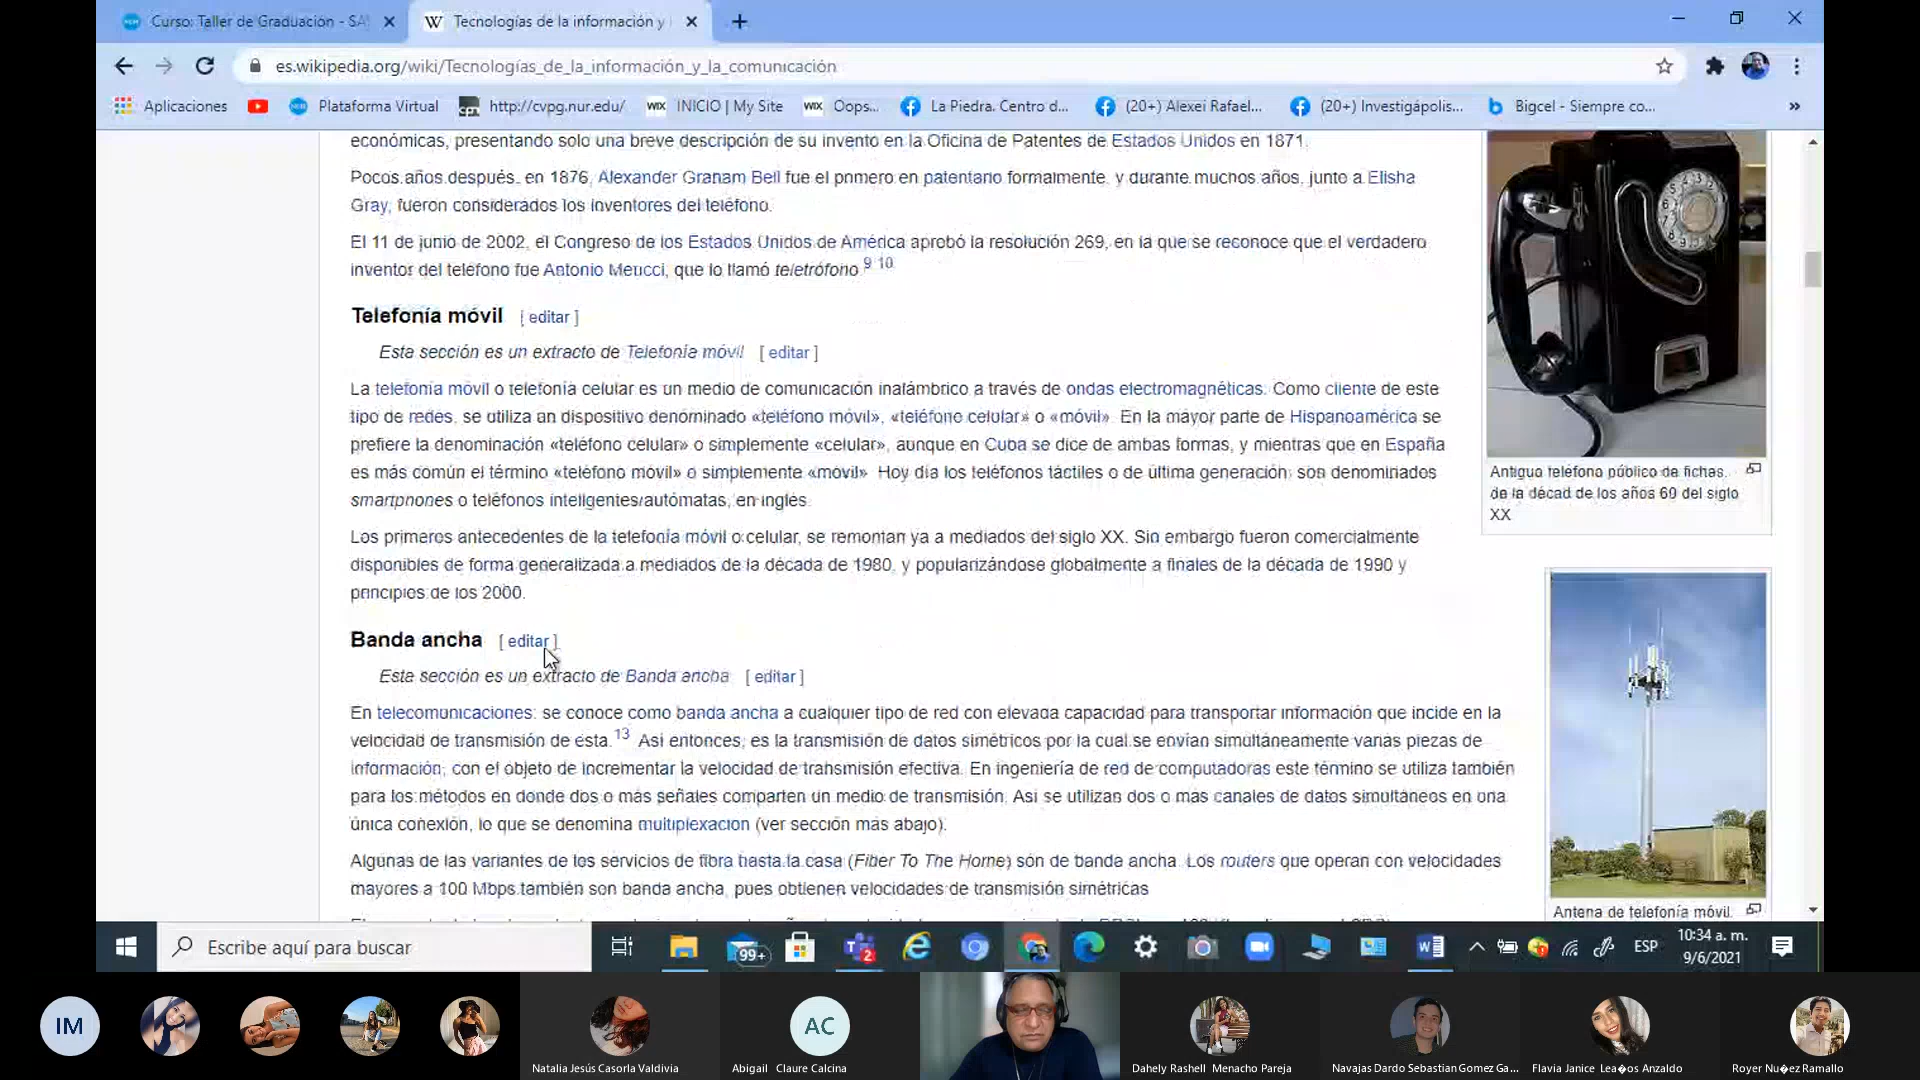 Curso: Taller de Graduación - SA
Tecnologías de la información y
es.wikipedia.org/wiki/Tecnologías_de_la_información_y_la_comunicación
Aplicaciones
Plataforma Virtual
http://cvpg.nur.edu/
WIX INICIO | My Site
WIX Oops...
La Piedra. Centro d...
(20+) Alexei Rafael...
(20+) Investigápolis...
Bigcel - Siempre co...
»
económicas, presentando solo una breve descripción de su invento en la Oficina de Patentes de Estados Unidos en 1871.
Pocos años después, en 1876, Alexander Graham Bell fue el primero en patentarlo formalmente, y durante muchos años, junto a Elisha
Gray, fueron considerados los inventores del teléfono.
El 11 de junio de 2002, el Congreso de los Estados Unidos de América aprobó la resolución 269, en la que se reconoce que el verdadero
inventor del teléfono fue Antonio Meucci, que lo llamó teletrófono 9 10
Telefonía móvil [ editar ]
Esta sección es un extracto de Telefonía móvil [ editar ]
La telefonía móvil o telefonía celular es un medio de comunicación inalámbrico a través de ondas electromagnéticas. Como cliente de este
tipo de redes, se utiliza un dispositivo denominado «teléfono móvil», «teléfono celular» o «móvil». En la mayor parte de Hispanoamérica se
prefiere la denominación «teléfono celular» o simplemente «celular», aunque en Cuba se dice de ambas formas, y mientras que en España
es más común el término «teléfono móvil» o simplemente «móvil». Hoy día los teléfonos táctiles o de última generación, son denominados
smartphones o teléfonos inteligentes/autómatas, en inglés.
Los primeros antecedentes de la telefonía móvil o celular, se remontan ya a mediados del siglo XX. Sin embargo fueron comercialmente
disponibles de forma generalizada a mediados de la década de 1980, y popularizándose globalmente a finales de la década de 1990 y
principios de los 2000.
Banda ancha [ editar ]
Esta sección es un extracto de Banda ancha [ editar ]
En telecomunicaciones, se conoce como banda ancha a cualquier tipo de red con elevada capacidad para transportar información que incide en la
velocidad de transmisión de esta.13 Así entonces, es la transmisión de datos simétricos por la cual se envían simultáneamente varias piezas de
información, con el objeto de incrementar la velocidad de transmisión efectiva. En ingeniería de red de computadoras este término se utiliza también
para los métodos en donde dos o más señales comparten un medio de transmisión. Así se utilizan dos o más canales de datos simultáneos en una
única conexión, lo que se denomina multiplexación (ver sección más abajo).
Algunas de las variantes de los servicios de fibra hasta la casa (Fiber To The Home) son de banda ancha. Los routers que operan con velocidades
mayores a 100 Mbps también son banda ancha, pues obtienen velocidades de transmisión simétricas
Antiguo teléfono público de fichas,
de la décad de los años 60 del siglo
XX
Antena de telefonía móvil.
Escribe aquí para buscar
99+
2
ESP
10:34 a. m.
9/6/2021
IM
Natalia Jesús Casorla Valdivia
AC
Abigail Claure Calcina
Dahely Rashell Menacho Pareja
Navajas Dardo Sebastian Gomez Ga...
Flavia Janice Lea�os Anzaldo
Royer Nu�ez Ramallo